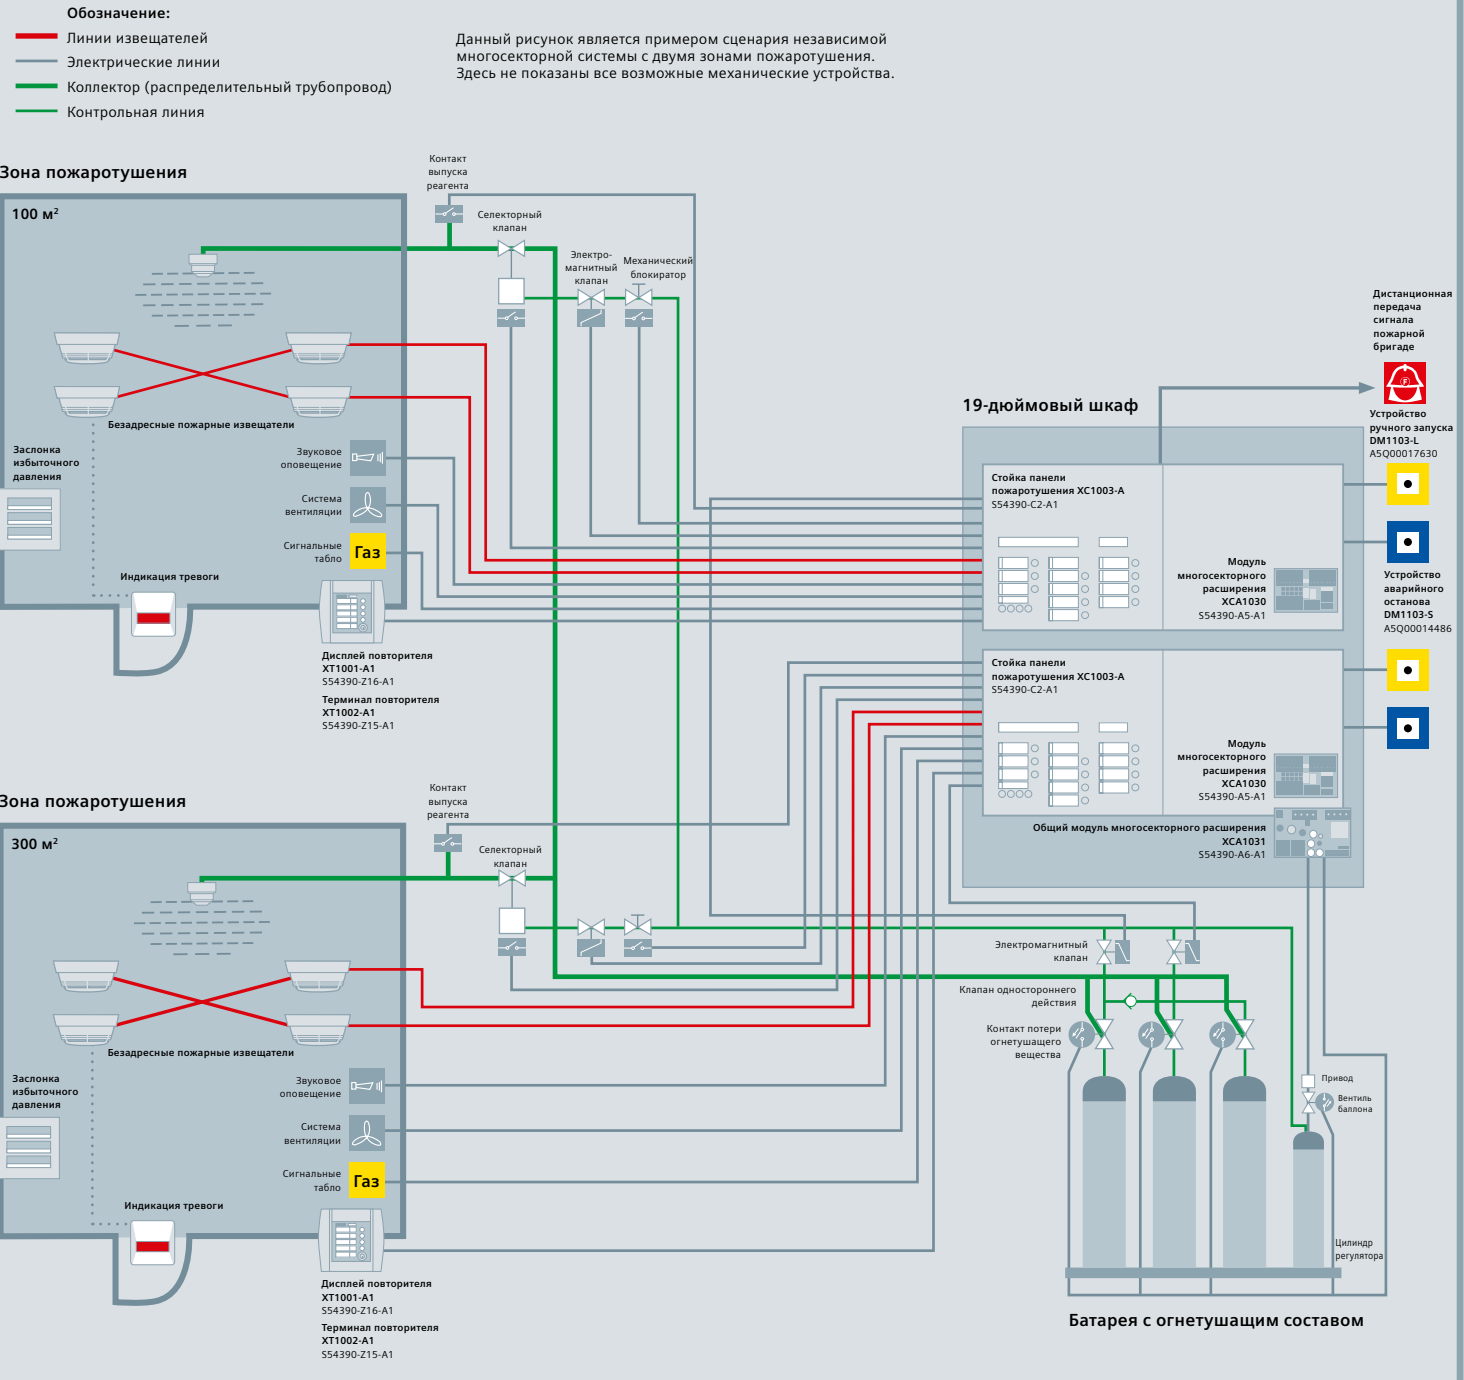 Обозначение:
Линии извещателей
Электрические линии
Коллектор (распределительный трубопровод)
Контрольная линия
Данный рисунок является примером сценария независимой
многосекторной системы с двумя зонами пожаротушения.
Здесь не показаны все возможные механические устройства.
Зона пожаротушения
100 м²
Контакт
выпуска
реагента
Селекторный
клапан
Электро-
магнитный
клапан
Механический
блокиратор
Безадресные пожарные извещатели
Заслонка
избыточного
давления
Звуковое
оповещение
Система
вентиляции
Сигнальные
табло
Газ
Индикация тревоги
Дисплей повторителя
XT1001-A1
S54390-Z16-A1
Терминал повторителя
XT1002-A1
S54390-Z15-A1
Дистанционная
передача
сигнала
пожарной
бригаде
F
19-дюймовый шкаф
Устройство
ручного запуска
DM1103-L
A5Q00017630
Стойка панели
пожаротушения XC1003-A
S54390-C2-A1
Модуль
многосекторного
расширения
XCA1030
S54390-A5-A1
Устройство
аварийного
останова
DM1103-S
A5Q00014486
Стойка панели
пожаротушения XC1003-A
S54390-C2-A1
Модуль
многосекторного
расширения
XCA1030
S54390-A5-A1
Общий модуль многосекторного расширения
XCA1031
S54390-A6-A1
Зона пожаротушения
300 м²
Контакт
выпуска
реагента
Селекторный
клапан
Безадресные пожарные извещатели
Заслонка
избыточного
давления
Звуковое
оповещение
Система
вентиляции
Сигнальные
табло
Газ
Индикация тревоги
Дисплей повторителя
XT1001-A1
S54390-Z16-A1
Терминал повторителя
XT1002-A1
S54390-Z15-A1
Электромагнитный
клапан
Клапан одностороннего
действия
Контакт потери
огнетушащего
вещества
Привод
Вентиль
баллона
Цилиндр
регулятора
Батарея с огнетушащим составом